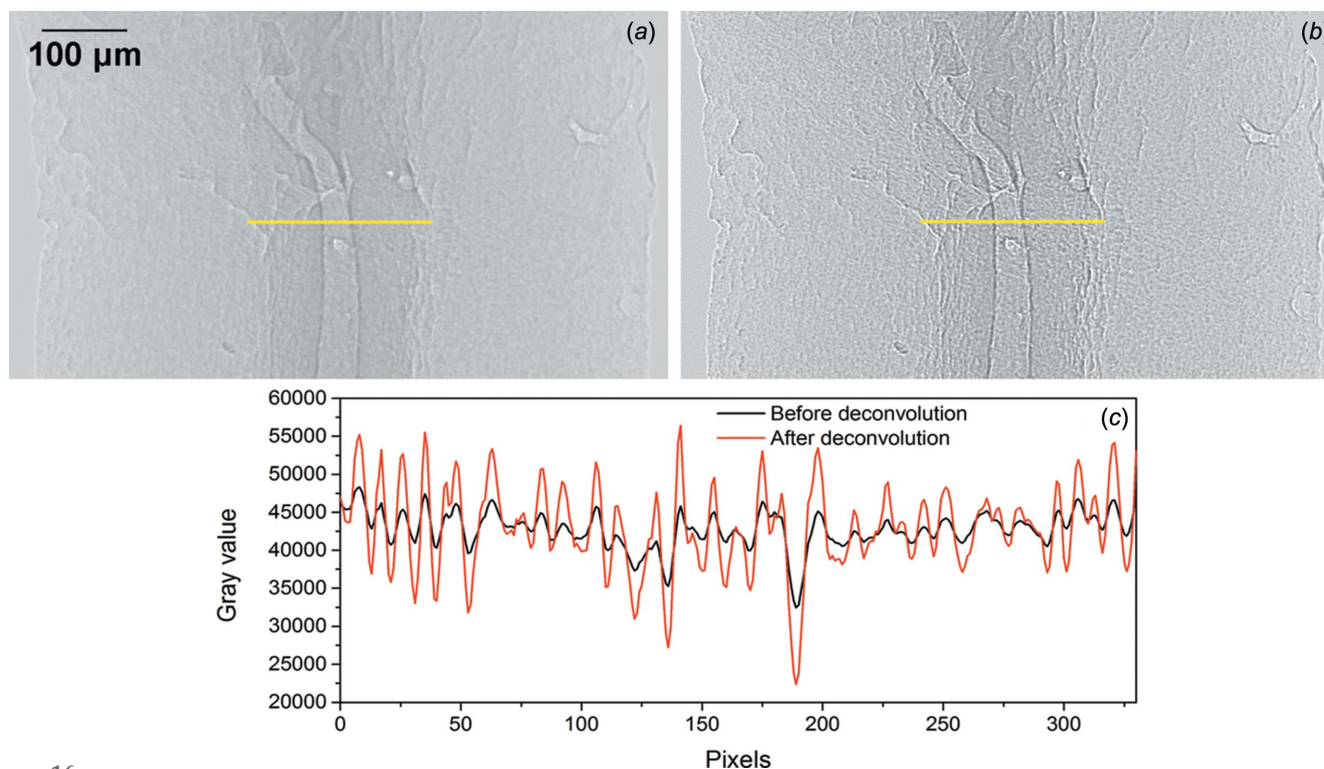 (a)
100 µm
(b)
60000
55000
50000
45000
40000
35000
30000
25000
20000
Gray value
Before deconvolution
After deconvolution
(c)
0 50 100 150 200 250 300
Pixels